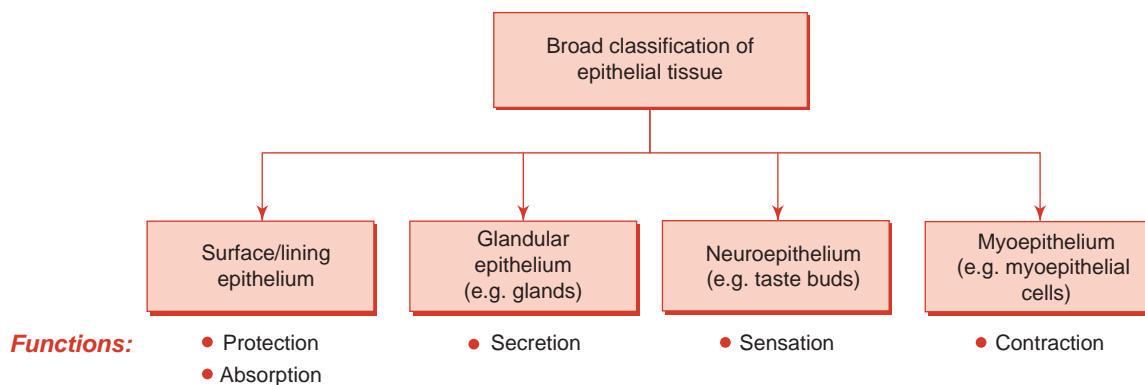 Broad classification of
epithelial tissue
Surface/lining
epithelium
Glandular
epithelium
(e.g. glands)
Neuroepithelium
(e.g. taste buds)
Myoepithelium
(e.g. myoepithelial
cells)
Functions:
• Protection
• Absorption
• Secretion
• Sensation
• Contraction